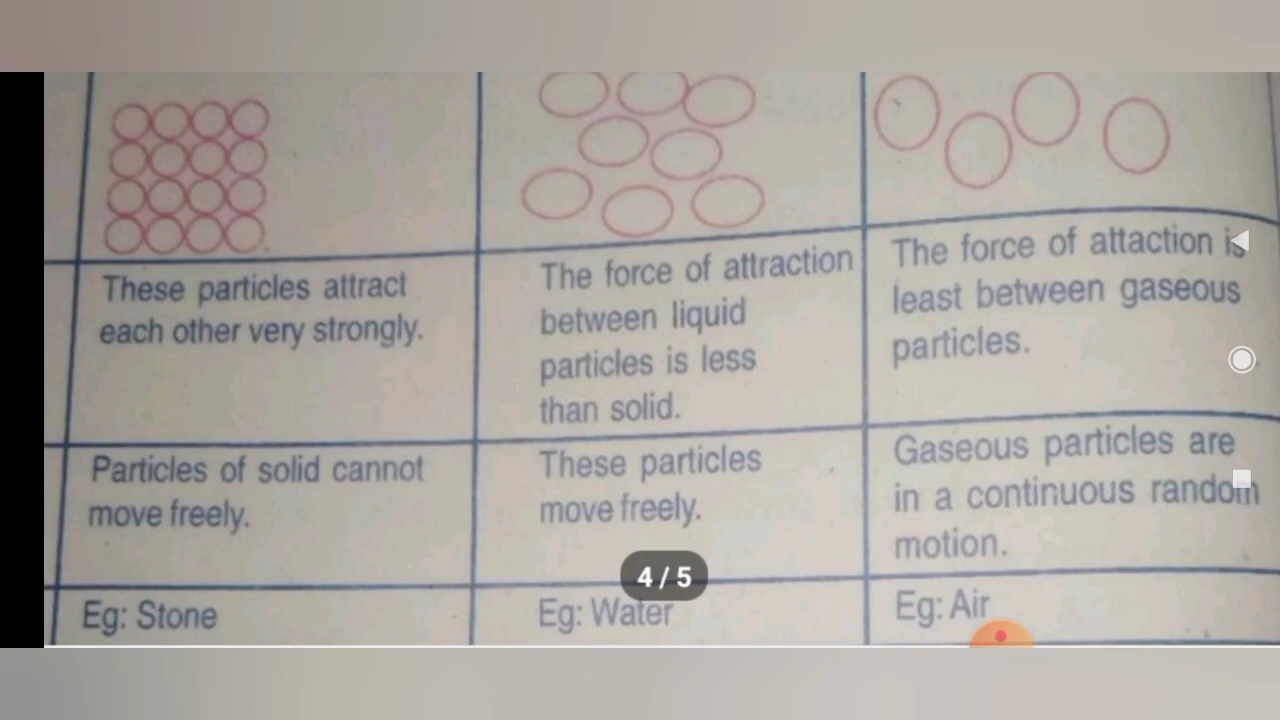 These particles attract
each other very strongly.
The force of attraction
between liquid
particles is less
than solid.
The force of attaction is
least between gaseous
particles.
Particles of solid cannot
move freely.
These particles
move freely.
Gaseous particles are
in a continuous random
motion.
4 / 5
Eg: Stone
Eg: Water
Eg: Air